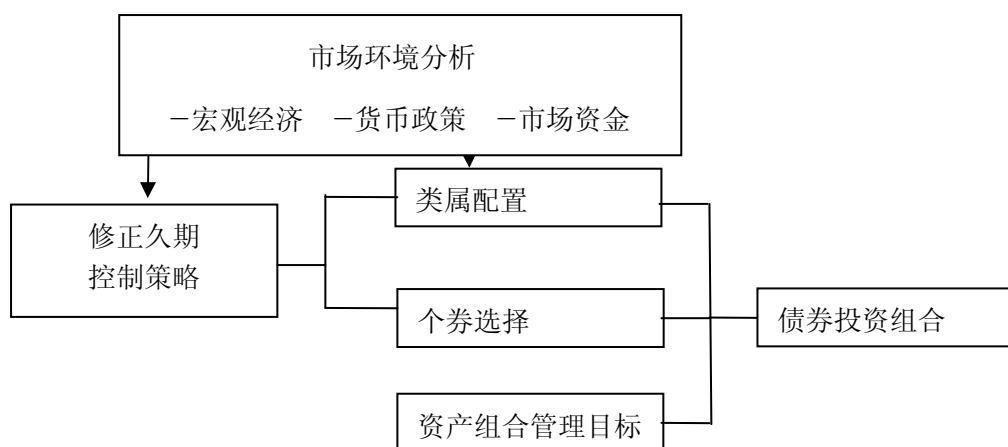 市场环境分析
－宏观经济　－货币政策　－市场资金
类属配置
修正久期
控制策略
个券选择
债券投资组合
资产组合管理目标